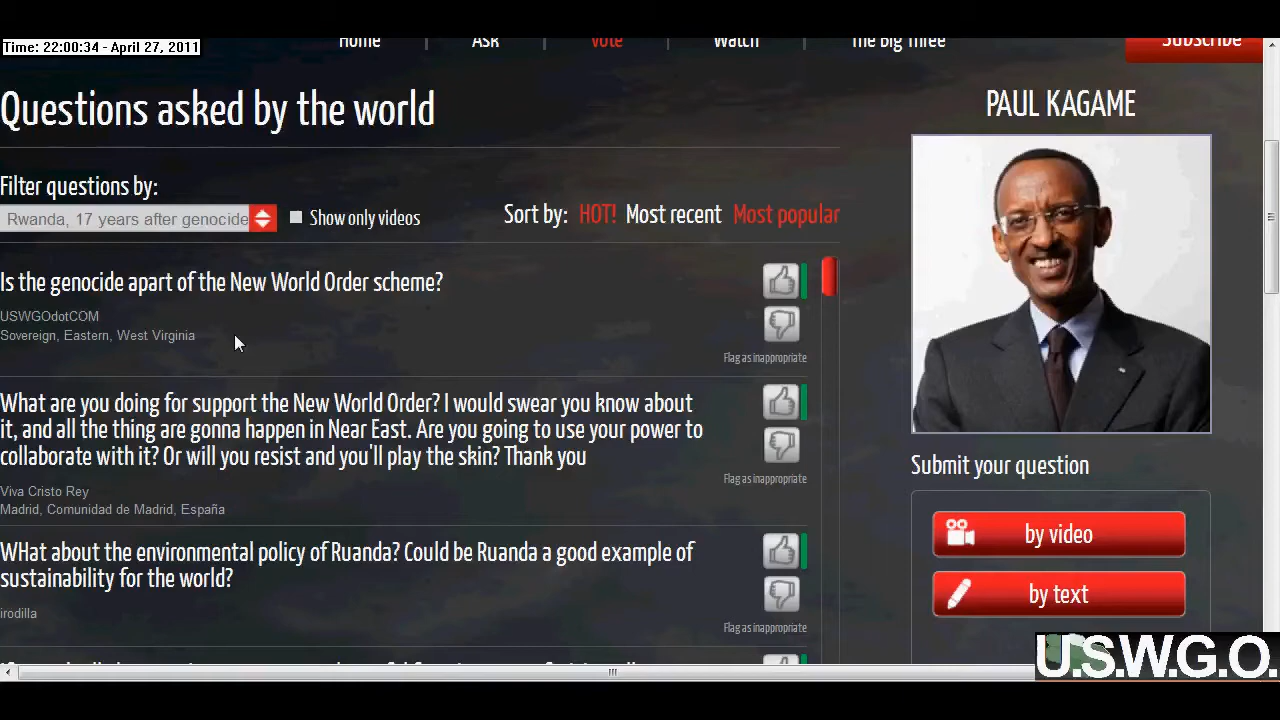 Time: 22:00:34 - April 27, 2011
Home
Ask
Vote
Watch
The Big Three
Subscribe
Questions asked by the world
Filter questions by:
Rwanda, 17 years after genocide
Show only videos
Sort by: HOT! Most recent Most popular
Is the genocide apart of the New World Order scheme?
USWGOdotCOM
Sovereign, Eastern, West Virginia
Flag as inappropriate
What are you doing for support the New World Order? I would swear you know about
it, and all the thing are gonna happen in Near East. Are you going to use your power to
collaborate with it? Or will you resist and you'll play the skin? Thank you
Viva Cristo Rey
Madrid, Comunidad de Madrid, España
Flag as inappropriate
WHat about the environmental policy of Ruanda? Could be Ruanda a good example of
sustainability for the world?
irodilla
Flag as inappropriate
PAUL KAGAME
Submit your question
by video
by text
U.S.W.G.O.